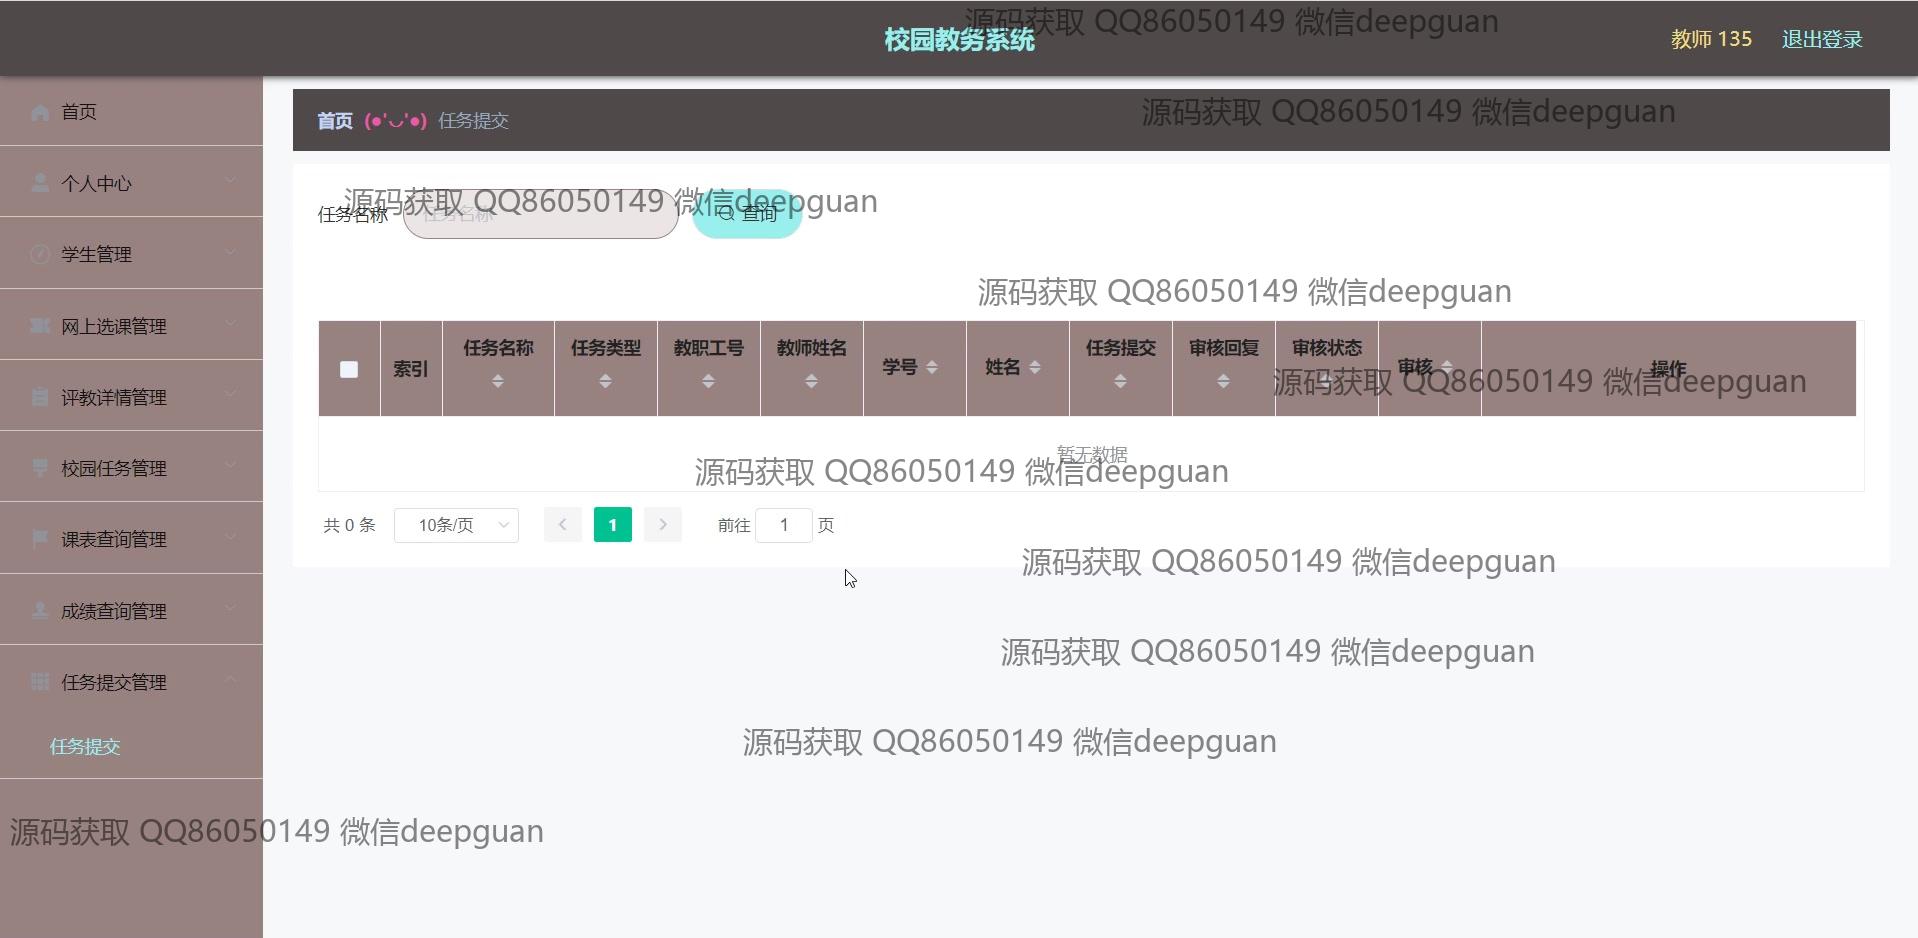 源码获取 QQ86050149 微信deepguan
校园教务系统
教师 135
退出登录
首页
个人中心
学生管理
网上选课管理
评教详情管理
校园任务管理
课表查询管理
成绩查询管理
任务提交管理
任务提交
首页 (●'◡'●) 任务提交
源码获取 QQ86050149 微信deepguan
源码获取 QQ86050149 微信deepguan
任务名称 任务名称 查询
源码获取 QQ86050149 微信deepguan
索引 任务名称 任务类型 教职工号 教师姓名 学号 姓名 任务提交 审核回复 审核状态 审核 操作
源码获取 QQ86050149 微信deepguan
暂无数据
源码获取 QQ86050149 微信deepguan
共 0 条 10条/页 1 前往 1 页
源码获取 QQ86050149 微信deepguan
源码获取 QQ86050149 微信deepguan
源码获取 QQ86050149 微信deepguan
源码获取 QQ86050149 微信deepguan